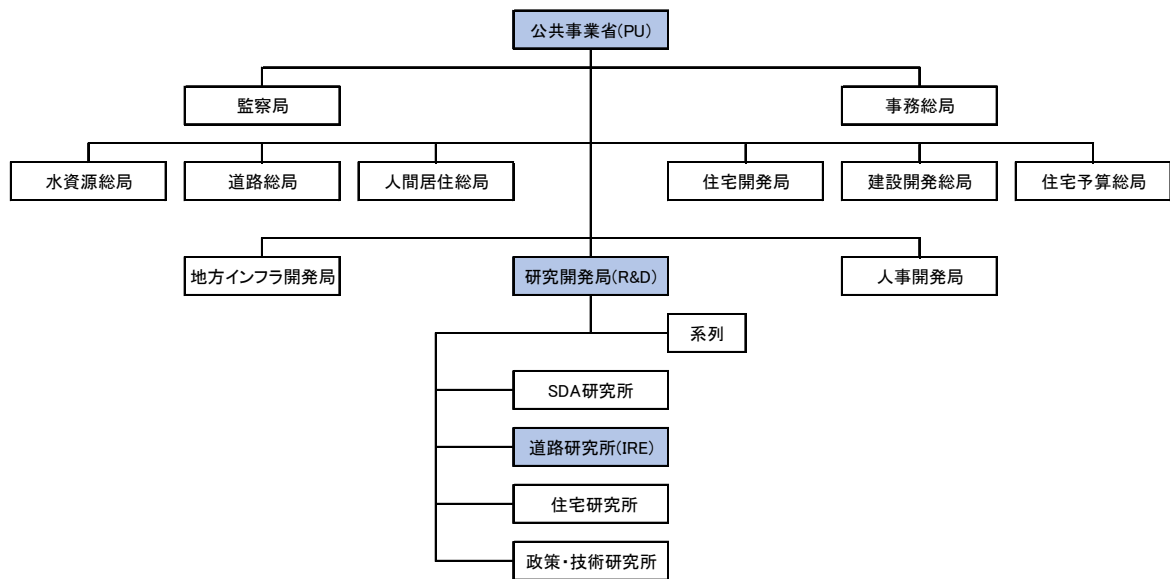 公共事業省(PU)
監察局
事務総局
水資源総局
道路総局
人間居住総局
住宅開発局
建設開発総局
住宅予算総局
地方インフラ開発局
研究開発局(R&D)
人事開発局
系列
SDA研究所
道路研究所(IRE)
住宅研究所
政策・技術研究所